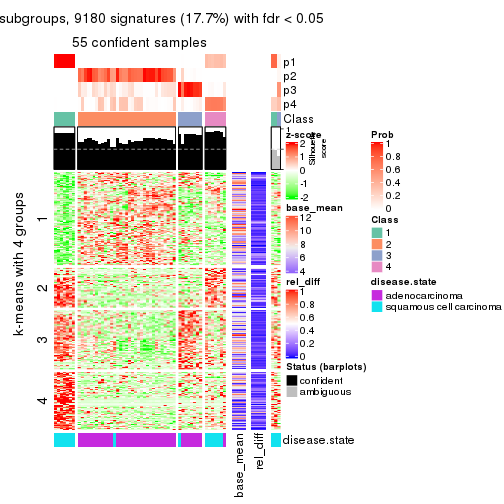 subgroups, 9180 signatures (17.7%) with fdr < 0.05
55 confident samples
p1
p2
p3
p4
Class
k-means with 4 groups
1
2
3
4
disease.state
base_mean
rel_diff
Silhouette
score
1
z-score
2
1
0
-1
-2
base_mean
12
10
8
6
4
rel_diff
1
0.8
0.6
0.4
0.2
0
Status (barplots)
confident
ambiguous
Prob
1
0.8
0.6
0.4
0.2
0
Class
1
2
3
4
disease.state
adenocarcinoma
squamous cell carcinoma
disease.state